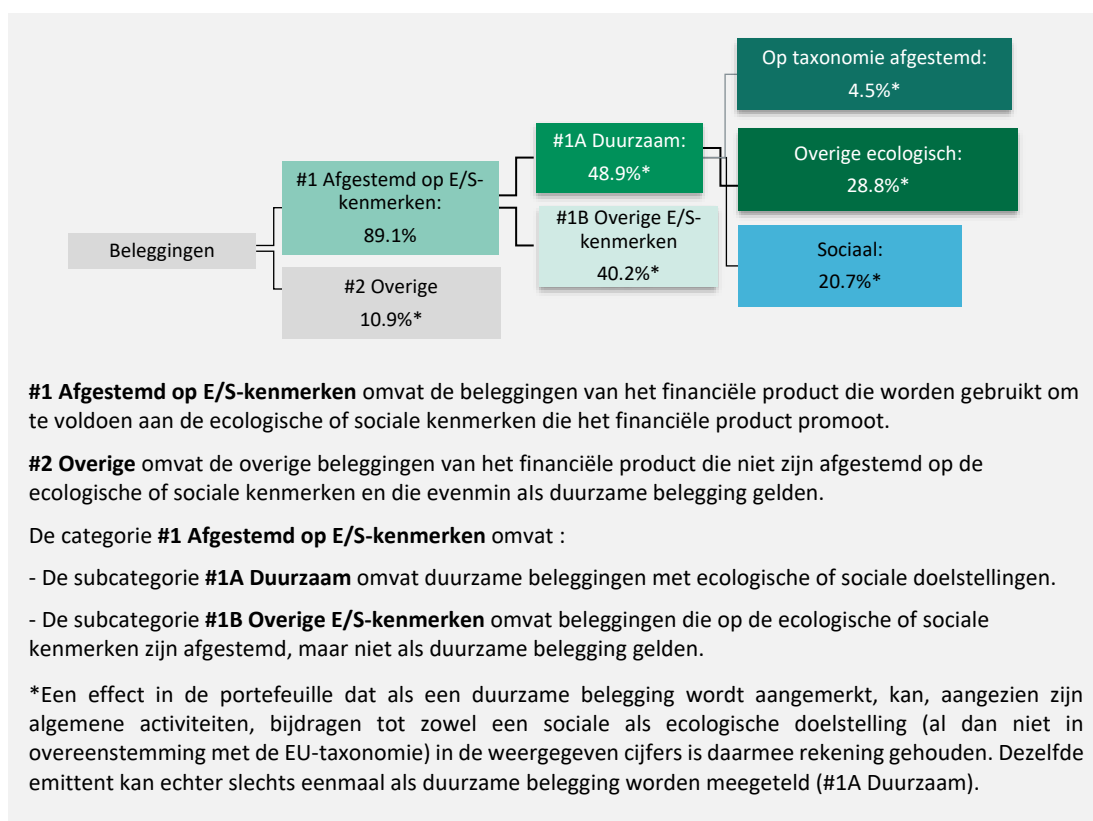 Op taxonomie afgestemd:
4.5%*
#1A Duurzaam:
48.9%*
Overige ecologisch:
28.8%*
#1 Afgestemd op E/S-
kenmerken:
89.1%
#1B Overige E/S-
kenmerken
40.2%*
Beleggingen
Sociaal:
20.7%*
#2 Overige
10.9%*
#1 Afgestemd op E/S-kenmerken omvat de beleggingen van het financiële product die worden gebruikt om
te voldoen aan de ecologische of sociale kenmerken die het financiële product promoot.
#2 Overige omvat de overige beleggingen van het financiële product die niet zijn afgestemd op de
ecologische of sociale kenmerken en die evenmin als duurzame belegging gelden.
De categorie #1 Afgestemd op E/S-kenmerken omvat :
- De subcategorie #1A Duurzaam omvat duurzame beleggingen met ecologische of sociale doelstellingen.
- De subcategorie #1B Overige E/S-kenmerken omvat beleggingen die op de ecologische of sociale
kenmerken zijn afgestemd, maar niet als duurzame belegging gelden.
*Een effect in de portefeuille dat als een duurzame belegging wordt aangemerkt, kan, aangezien zijn
algemene activiteiten, bijdragen tot zowel een sociale als ecologische doelstelling (al dan niet in
overeenstemming met de EU-taxonomie) in de weergegeven cijfers is daarmee rekening gehouden. Dezelfde
emittent kan echter slechts eenmaal als duurzame belegging worden meegeteld (#1A Duurzaam).